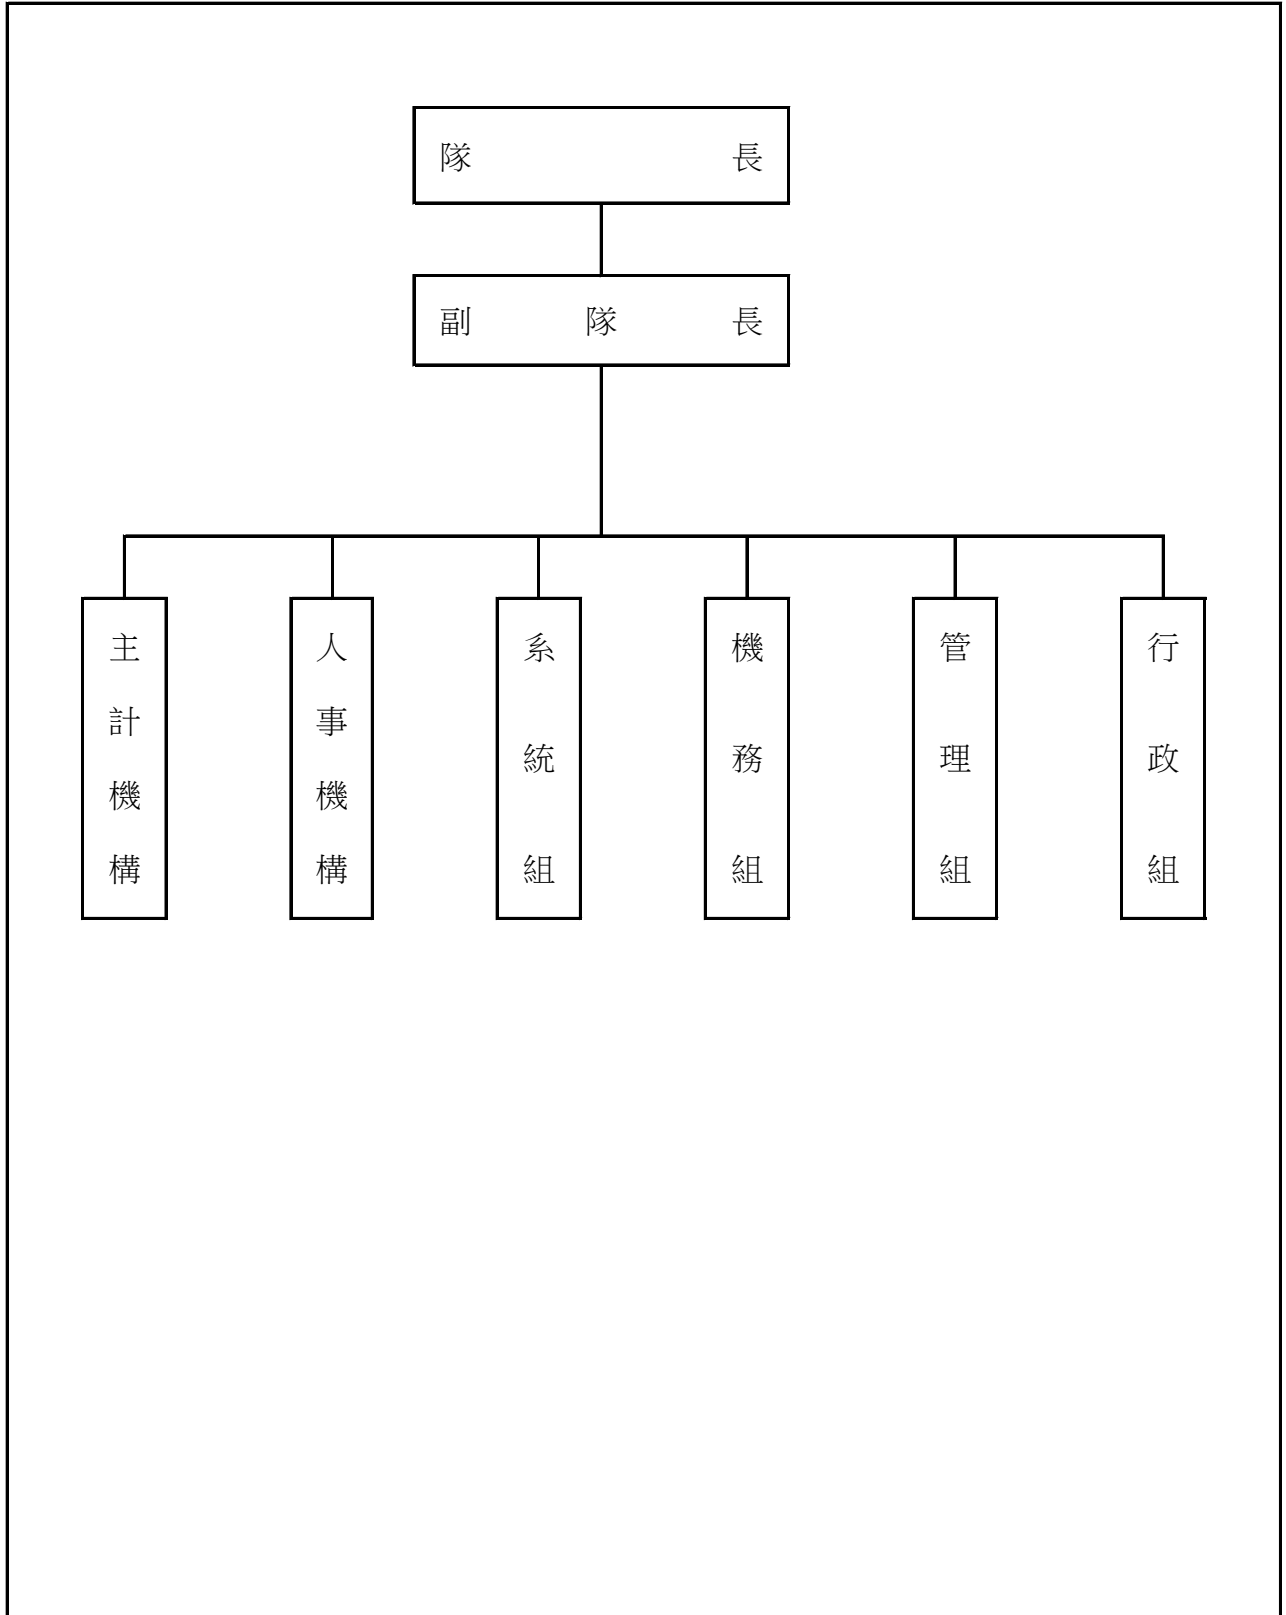 隊長
副隊長
主計機構
人事機構
系統組
機務組
管理組
行政組